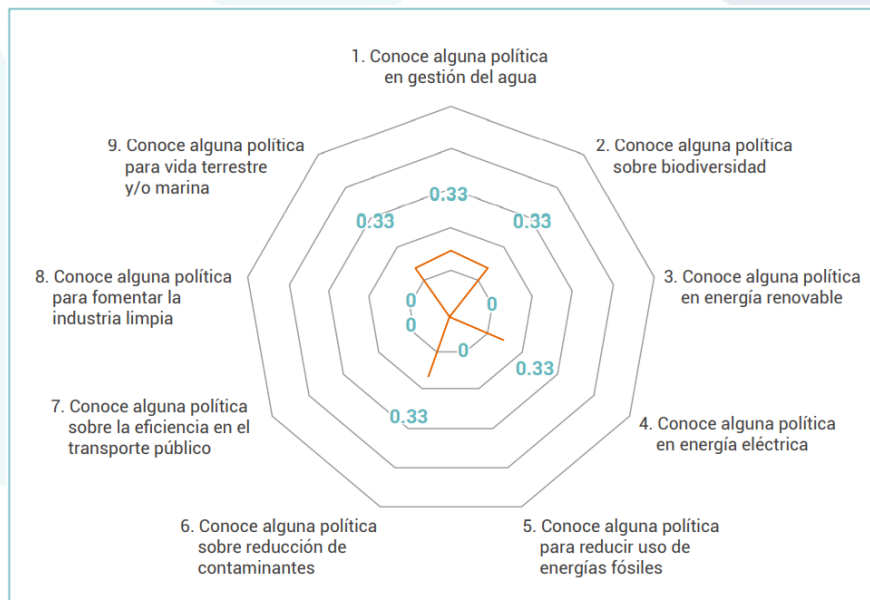 1. Conoce alguna política
en gestión del agua
2. Conoce alguna política
sobre biodiversidad
3. Conoce alguna política
en energía renovable
4. Conoce alguna política
en energía eléctrica
5. Conoce alguna política
para reducir uso de
energías fósiles
6. Conoce alguna política
sobre reducción de
contaminantes
7. Conoce alguna política
sobre la eficiencia en el
transporte público
8. Conoce alguna política
para fomentar la
industria limpia
9. Conoce alguna política
para vida terrestre
y/o marina
0.33
0.33
0
0.33
0
0.33
0
0
0.33